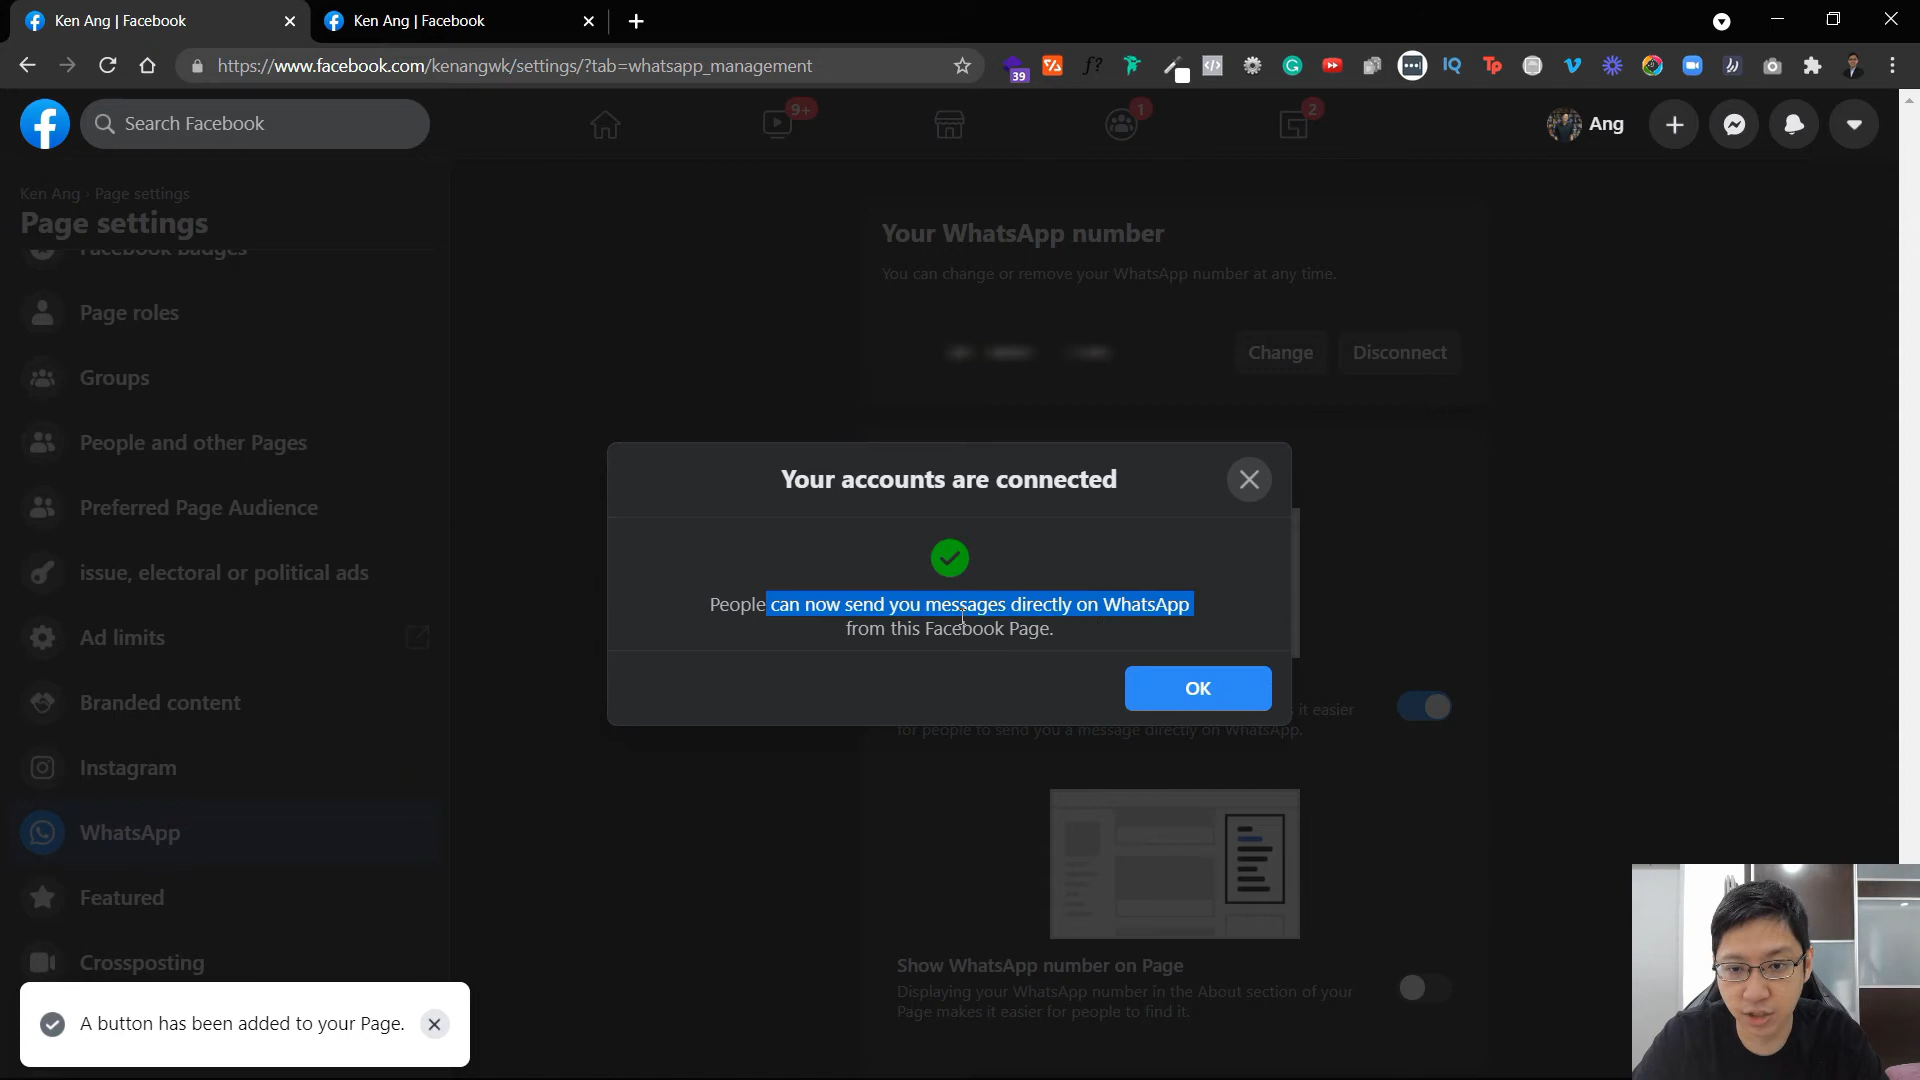 Ken Ang | Facebook
Ken Ang | Facebook
https://www.facebook.com/kenangwk/settings/?tab=whatsapp_management
39
Search Facebook
9+
1
2
Ang
Ken Ang › Page settings
Page settings
Facebook badges
Page roles
Groups
People and other Pages
Preferred Page Audience
issue, electoral or political ads
Ad limits
Branded content
Instagram
WhatsApp
Featured
Crossposting
Your WhatsApp number
You can change or remove your WhatsApp number at any time.
Change
Disconnect
Your accounts are connected
People can now send you messages directly on WhatsApp
from this Facebook Page.
OK
it easier
for people to send you a message directly on WhatsApp.
Show WhatsApp number on Page
Displaying your WhatsApp number in the About section of your
Page makes it easier for people to find it.
A button has been added to your Page.